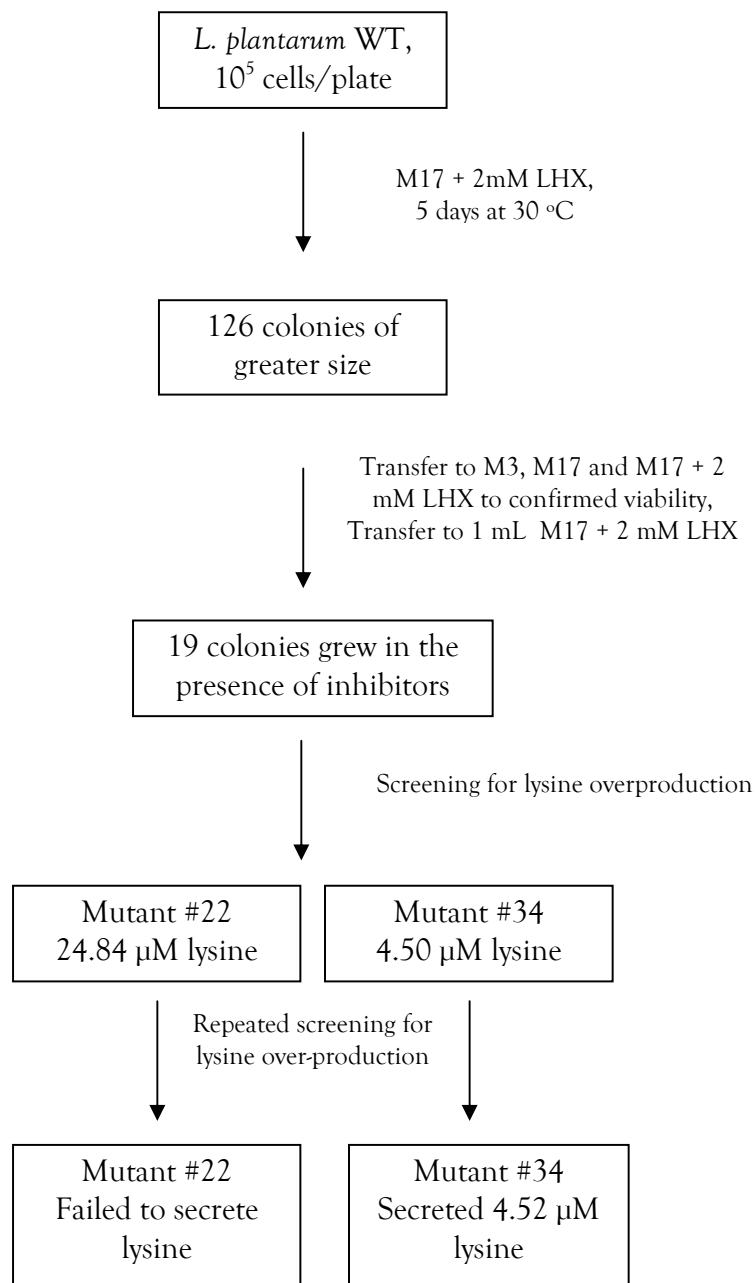 L. plantarum WT,
10⁵ cells/plate
M17 + 2mM LHX,
5 days at 30 ºC
126 colonies of
greater size
Transfer to M3, M17 and M17 + 2
mM LHX to confirmed viability,
Transfer to 1 mL M17 + 2 mM LHX
19 colonies grew in the
presence of inhibitors
Screening for lysine overproduction
Mutant #22
24.84 µM lysine
Mutant #34
4.50 µM lysine
Repeated screening for
lysine over-production
Mutant #22
Failed to secrete
lysine
Mutant #34
Secreted 4.52 µM
lysine